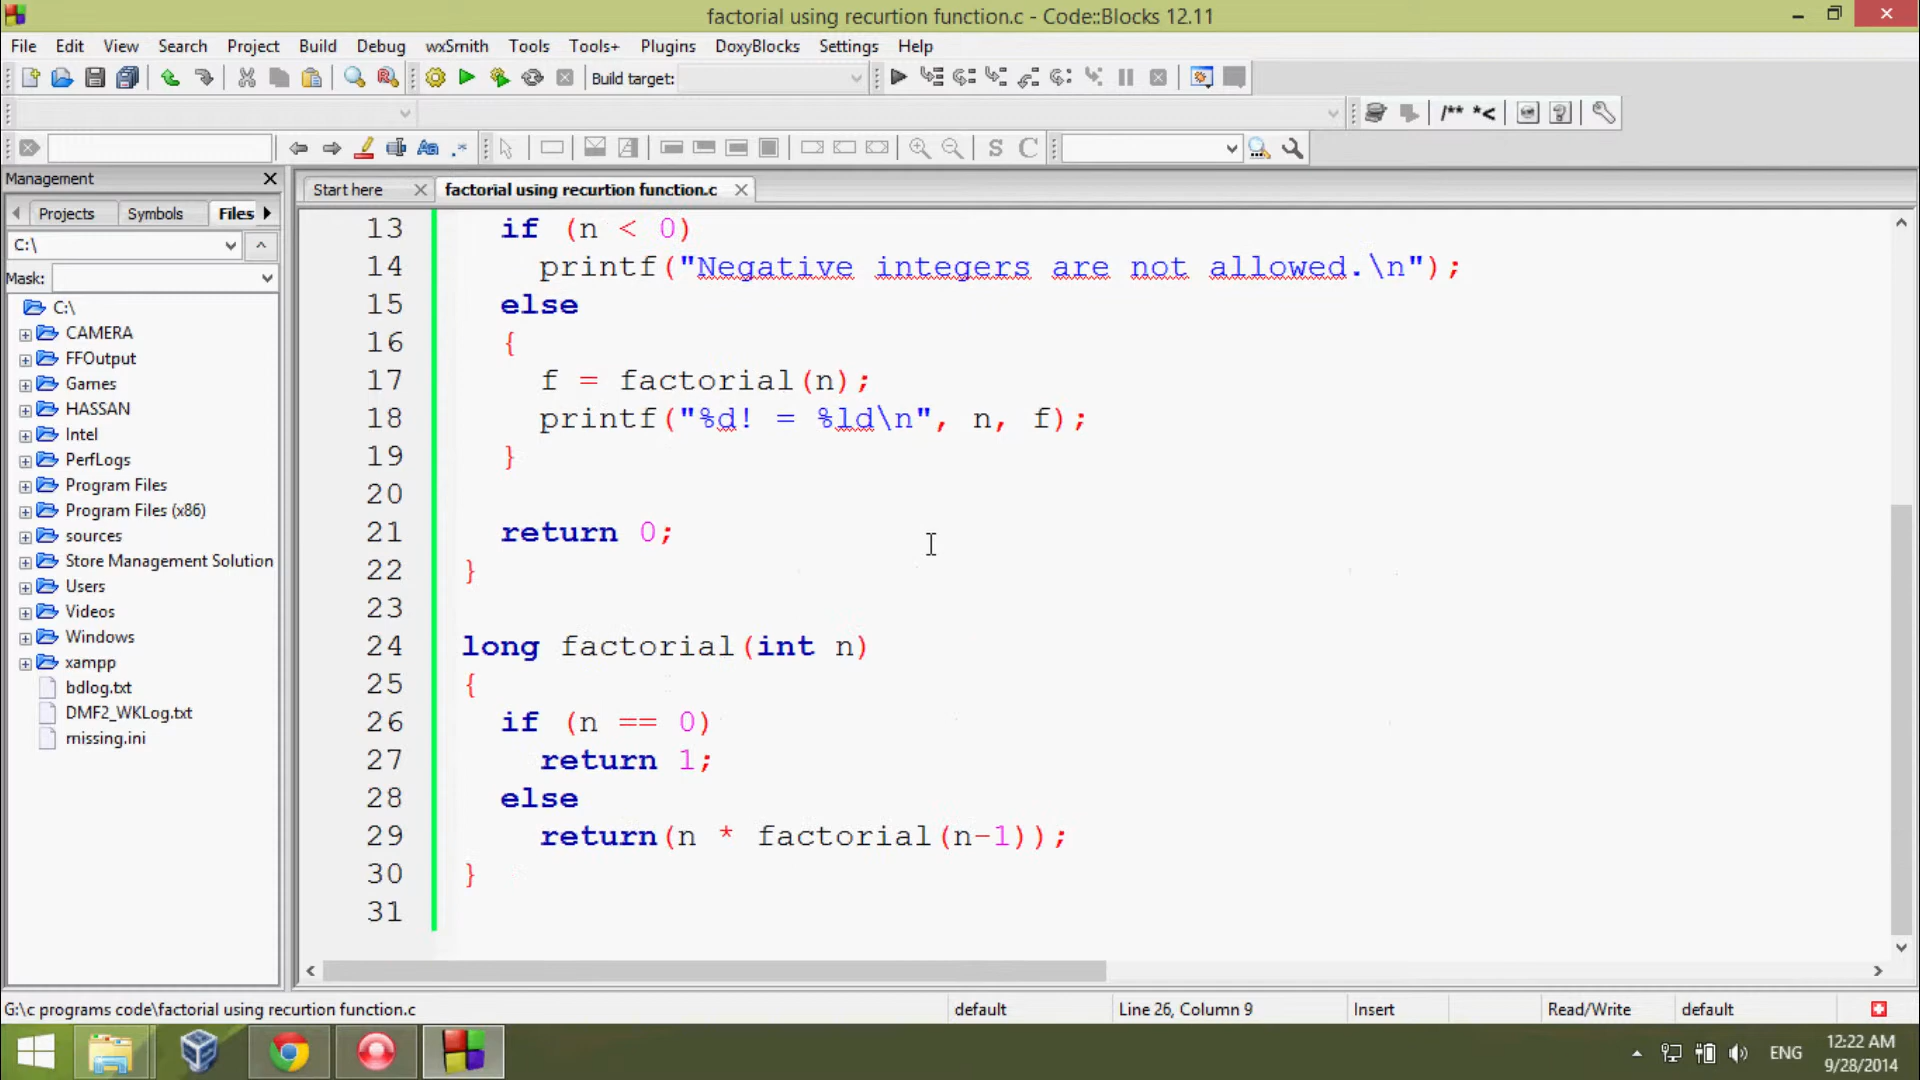 factorial using recurtion function.c - Code::Blocks 12.11
File Edit View Search Project Build Debug wxSmith Tools Tools+ Plugins DoxyBlocks Settings Help
Build target:
/** *<
S C
Management
Start here factorial using recurtion function.c
Projects Symbols Files
C:\
Mask:
C:\
CAMERA
FFOutput
Games
HASSAN
Intel
PerfLogs
Program Files
Program Files (x86)
sources
Store Management Solution
Users
Videos
Windows
xampp
bdlog.txt
DMF2_WKLog.txt
missing.ini
13 if (n < 0)
14 printf("Negative integers are not allowed.\n");
15 else
16 {
17 f = factorial(n);
18 printf("%d! = %ld\n", n, f);
19 }
20
21 return 0;
22 }
23
24 long factorial(int n)
25 {
26 if (n == 0)
27 return 1;
28 else
29 return(n * factorial(n-1));
30 }
31
G:\c programs code\factorial using recurtion function.c default Line 26, Column 9 Insert Read/Write default
ENG 12:22 AM
9/28/2014